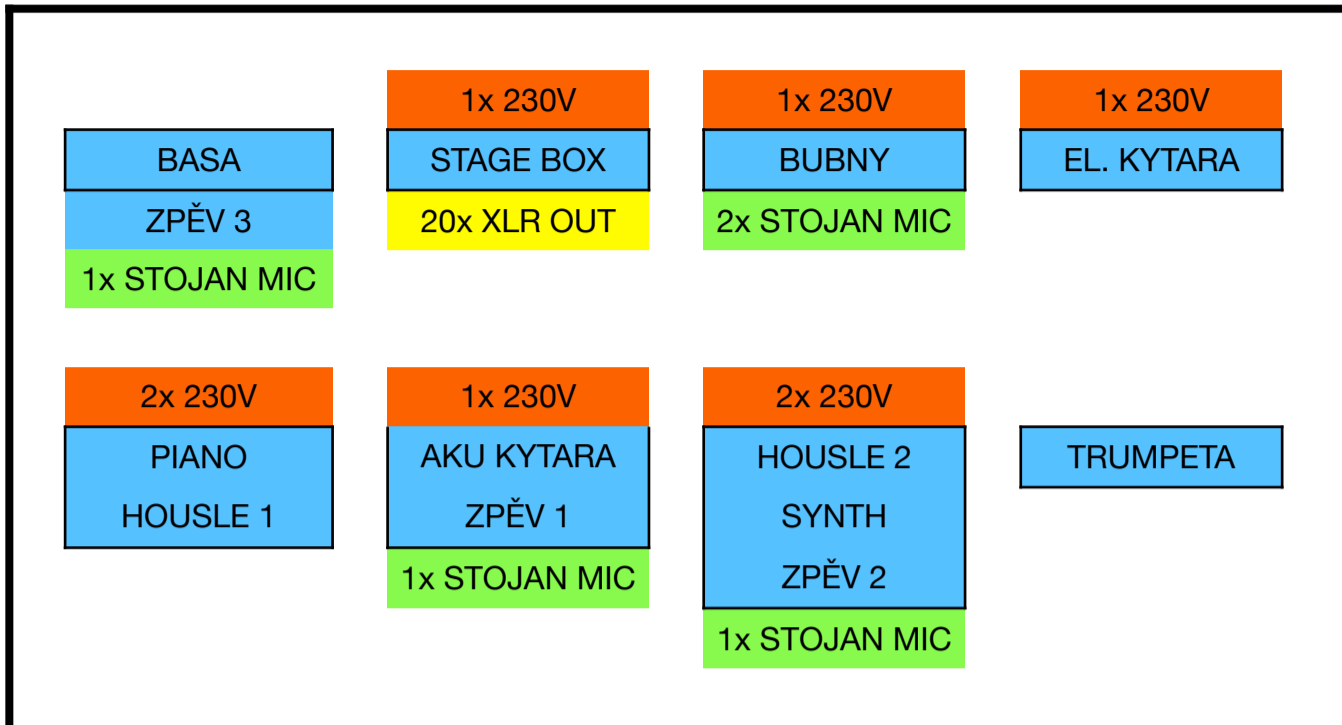 1x 230V
1x 230V
1x 230V
BASA
STAGE BOX
BUBNY
EL. KYTARA
ZPĚV 3
20x XLR OUT
2x STOJAN MIC
1x STOJAN MIC
2x 230V
1x 230V
2x 230V
PIANO
AKU KYTARA
HOUSLE 2
TRUMPETA
HOUSLE 1
ZPĚV 1
SYNTH
1x STOJAN MIC
ZPĚV 2
1x STOJAN MIC